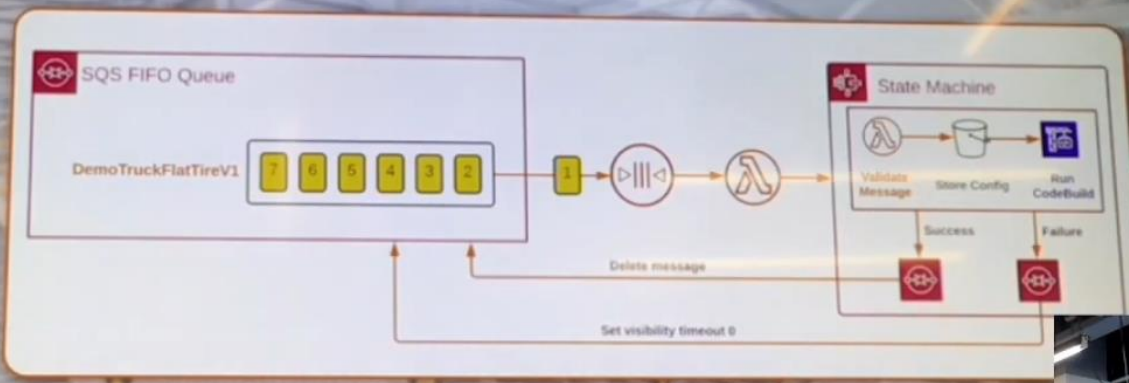 SQS FIFO Queue
DemoTruckFlatTireV1
7 6 5 4 3 2
1
State Machine
Validate
Message
Store Config
Run
CodeBuild
Success
Failure
Delete message
Set visibility timeout 0